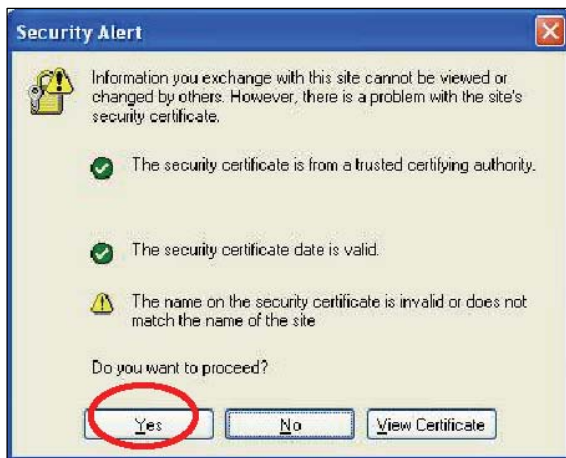 Security Alert
Information you exchange with this site cannot be viewed or
changed by others. However, there is a problem with the site's
security certificate.
The security certificate is from a trusted certifying authority.
The security certificate date is valid.
The name on the security certificate is invalid or does not
match the name of the site
Do you want to proceed?
Yes No View Certificate